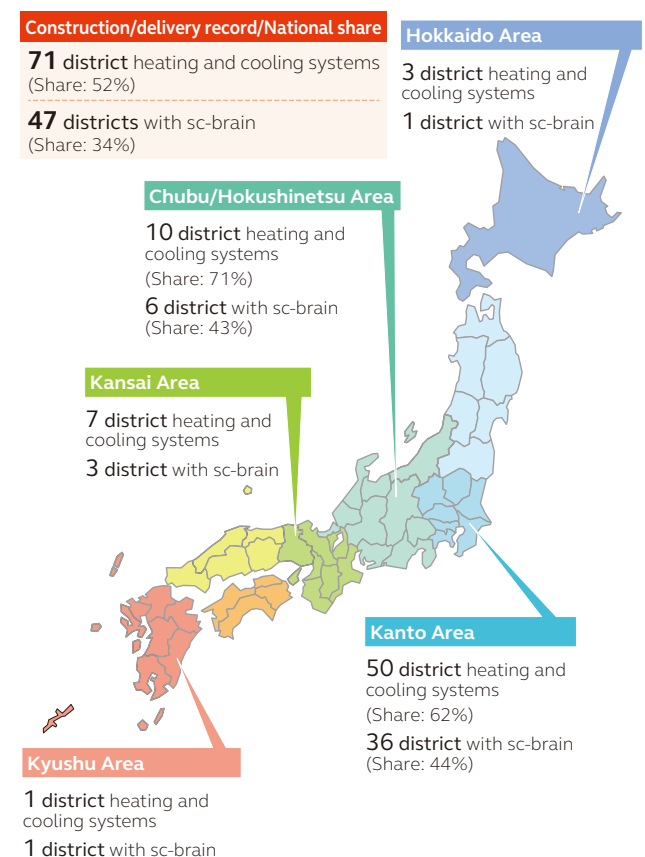 Construction/delivery record/National share
71 district heating and cooling systems
(Share: 52%)
47 districts with sc-brain
(Share: 34%)
Hokkaido Area
3 district heating and
cooling systems
1 district with sc-brain
Chubu/Hokushinetsu Area
10 district heating and
cooling systems
(Share: 71%)
6 district with sc-brain
(Share: 43%)
Kansai Area
7 district heating and
cooling systems
3 district with sc-brain
Kanto Area
50 district heating and
cooling systems
(Share: 62%)
36 district with sc-brain
(Share: 44%)
Kyushu Area
1 district heating and
cooling systems
1 district with sc-brain